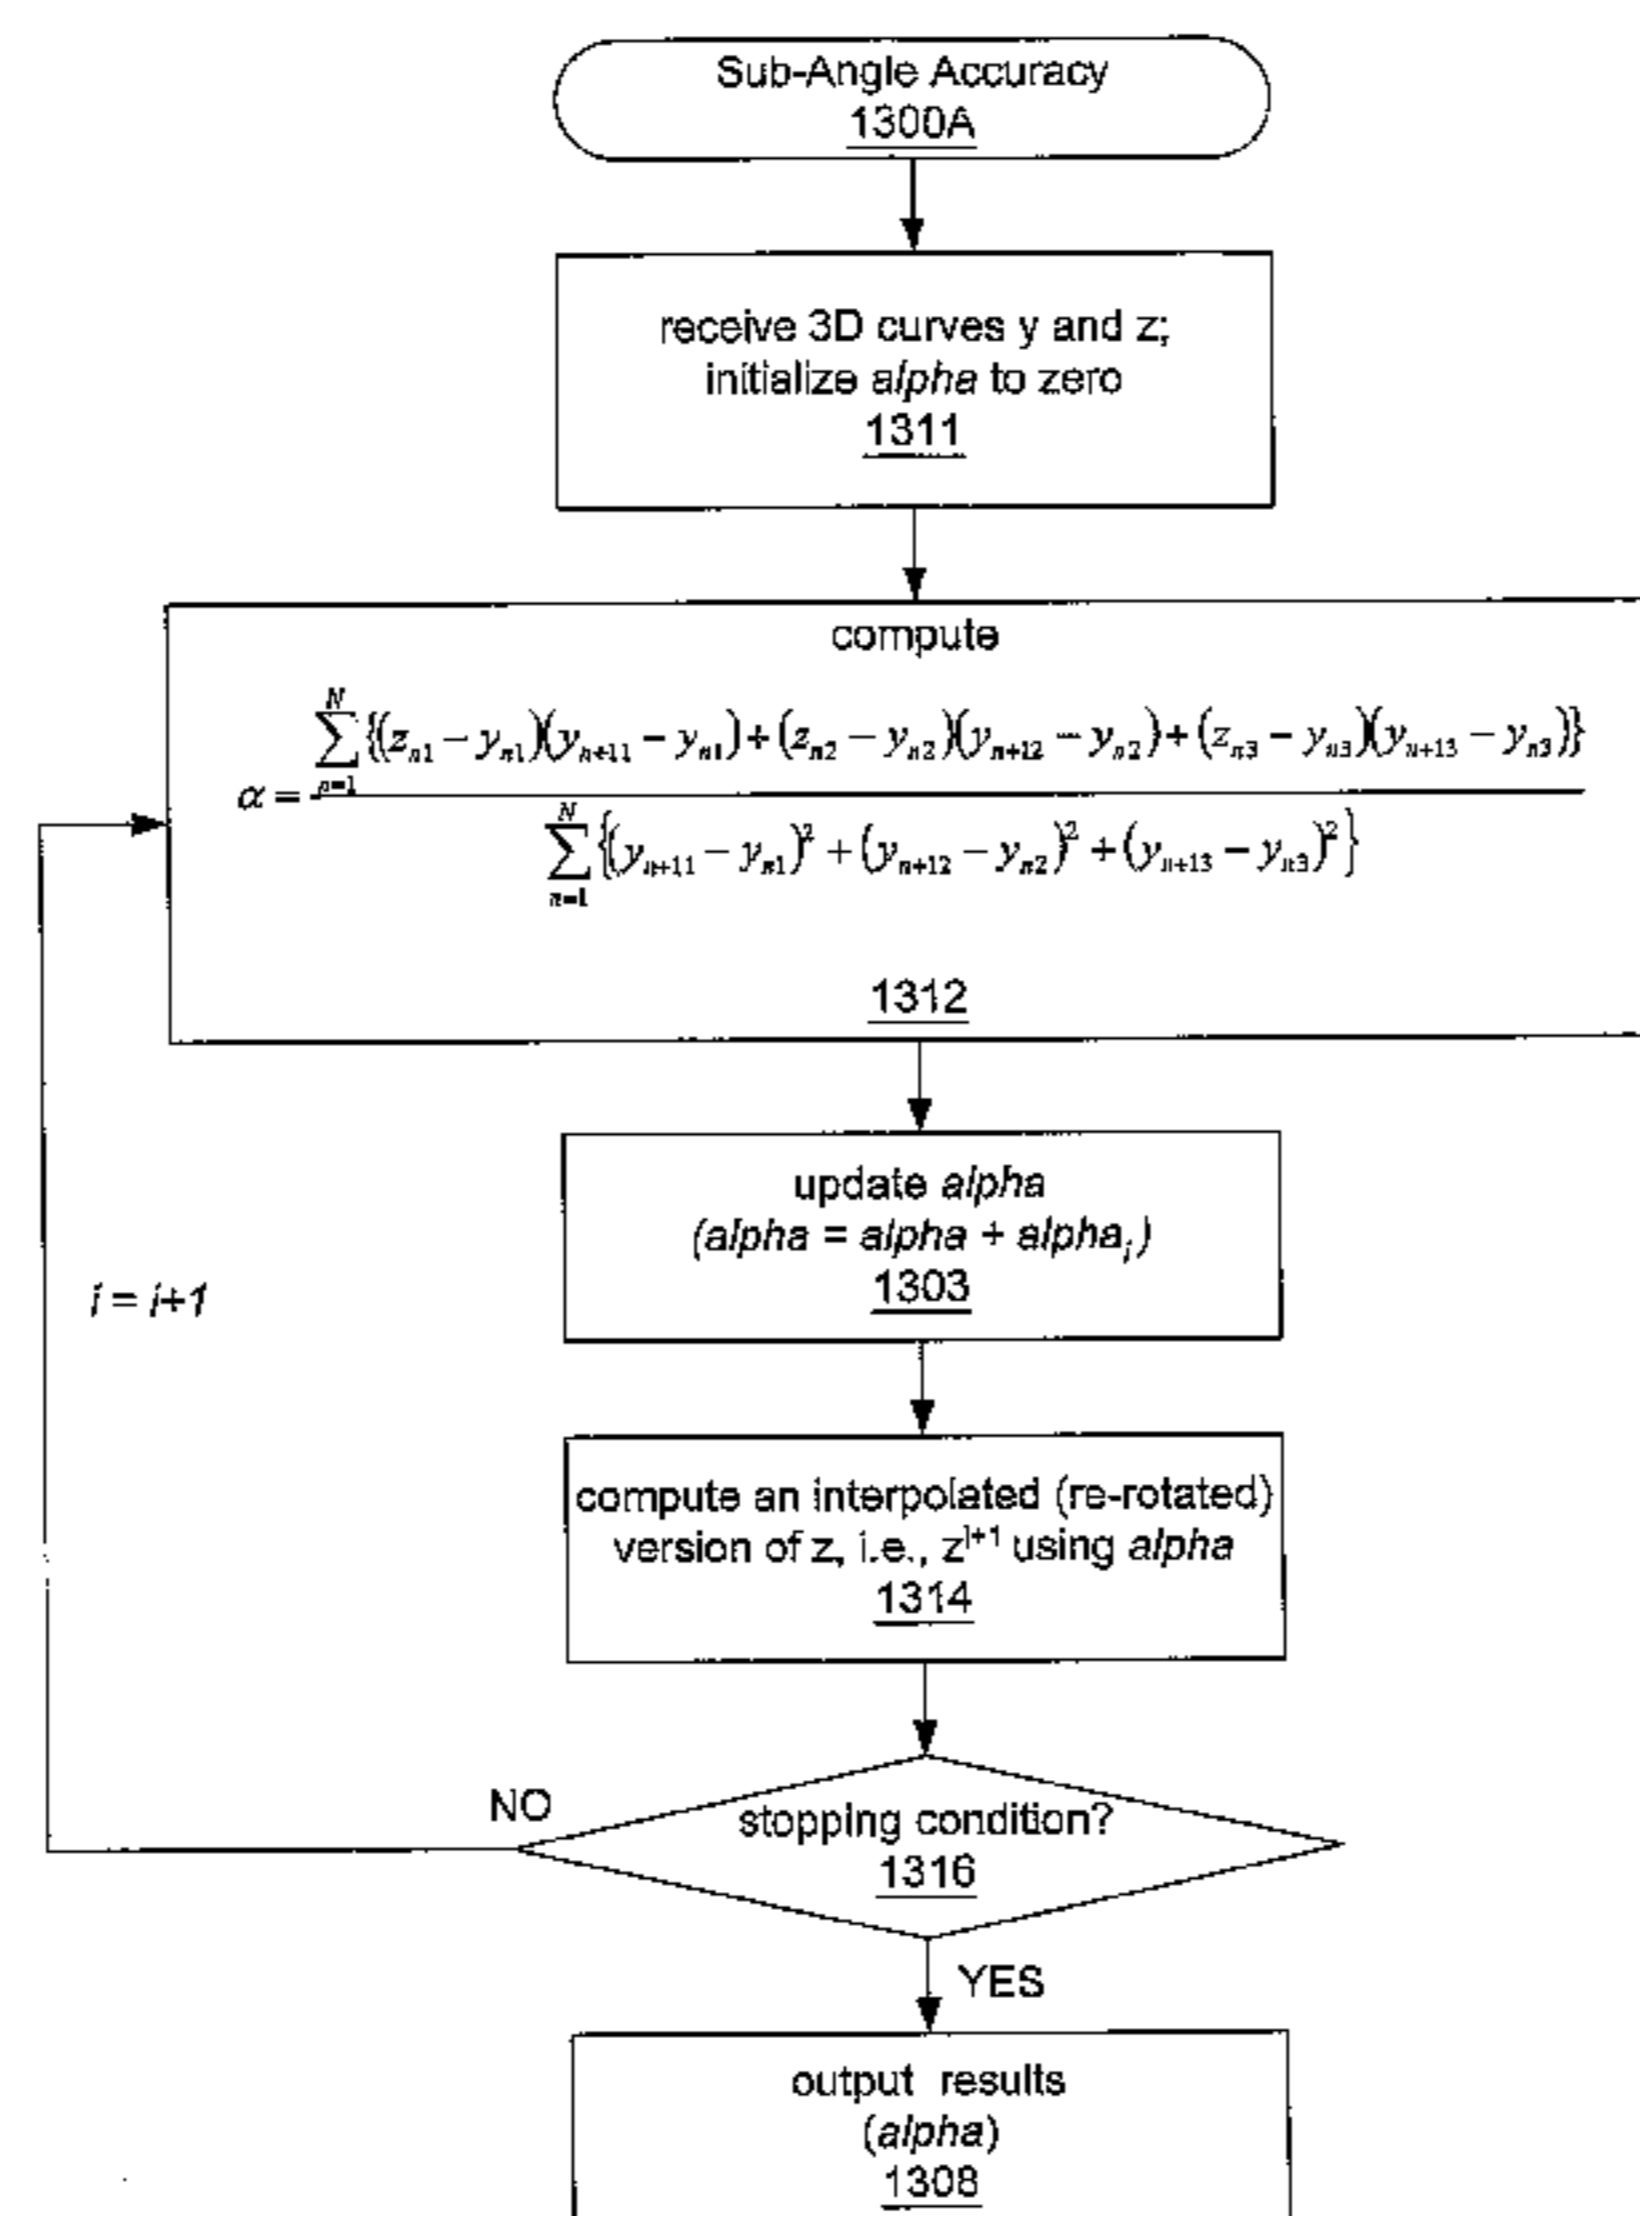 Sub-Angle Accuracy
1300A
receive 3D curves y and z;
initialize alpha to zero
1311
compute
α = \frac{\sum_{n=1}^{N} {(z_{n1} − y_{n1})(y_{n+11} − y_{n1}) + (z_{n2} − y_{n2})(y_{n+12} − y_{n2}) + (z_{n3} − y_{n3})(y_{n+13} − y_{n3})}}{\sum_{n=1}^{N} {(y_{n+11} − y_{n1})^2 + (y_{n+12} − y_{n2})^2 + (y_{n+13} − y_{n3})^2}}
1312
update alpha
(alpha = alpha + alpha_i)
1303
i = i+1
compute an interpolated (re-rotated)
version of z, i.e., z^{i+1} using alpha
1314
NO
stopping condition?
1316
YES
output results
(alpha)
1308